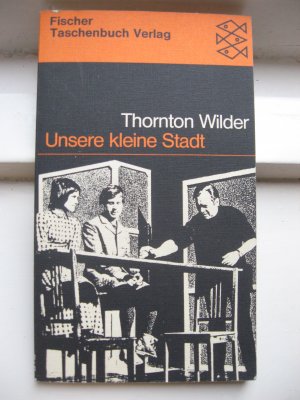 Fischer
Taschenbuch Verlag
Thornton Wilder
Unsere kleine Stadt